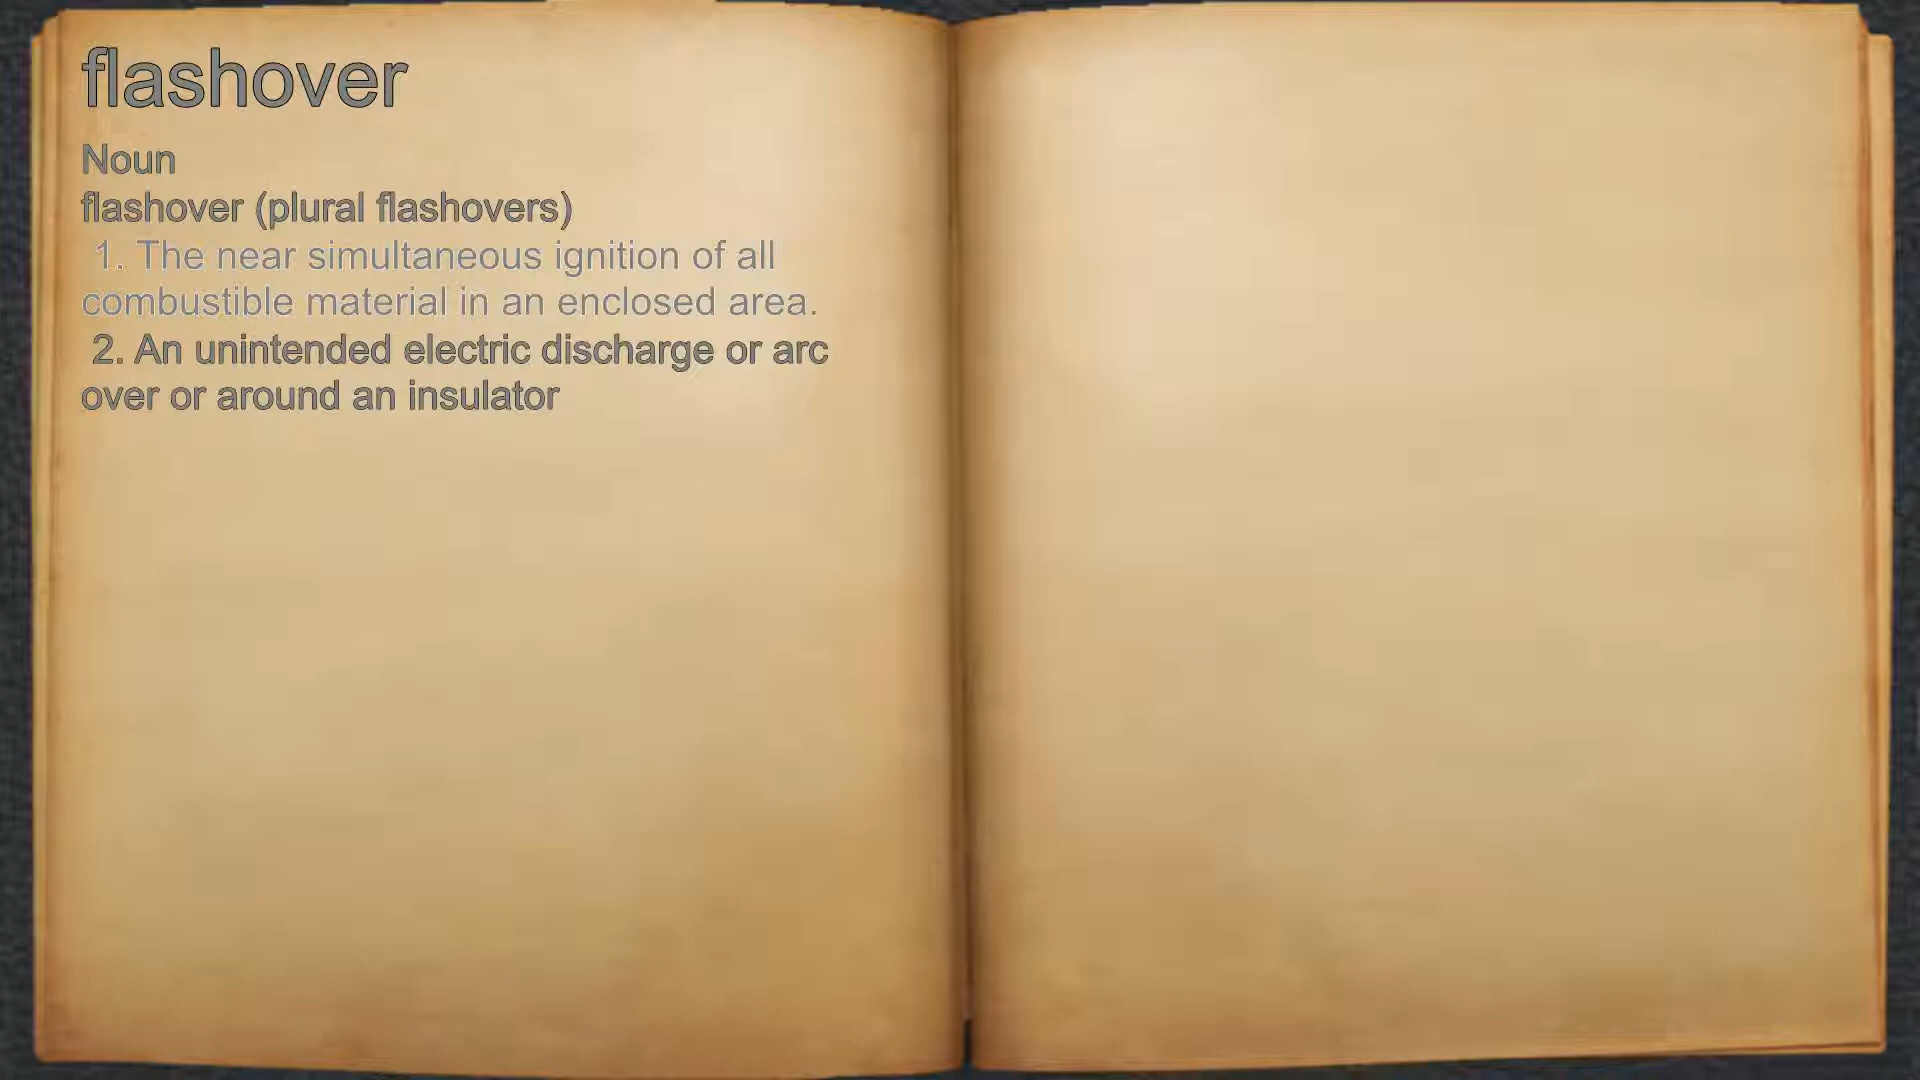 flashover
Noun
flashover (plural flashovers)
1. The near simultaneous ignition of all
combustible material in an enclosed area.
2. An unintended electric discharge or arc
over or around an insulator